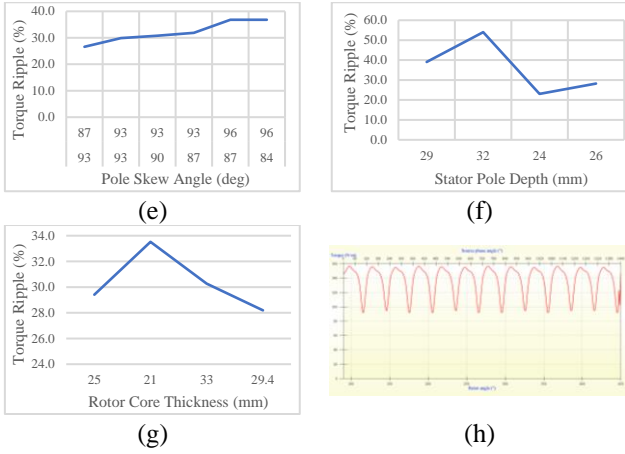 Torque Ripple (%)
40.0
30.0
20.0
10.0
0.0
87 93 93 93 96 96
93 93 90 87 87 84
Pole Skew Angle (deg)
(e)
Torque Ripple (%)
60.0
50.0
40.0
30.0
20.0
10.0
0.0
29 32 24 26
Stator Pole Depth (mm)
(f)
Torque Ripple (%)
34.0
32.0
30.0
28.0
26.0
24.0
25 21 33 29.4
Rotor Core Thickness (mm)
(g)
(h)